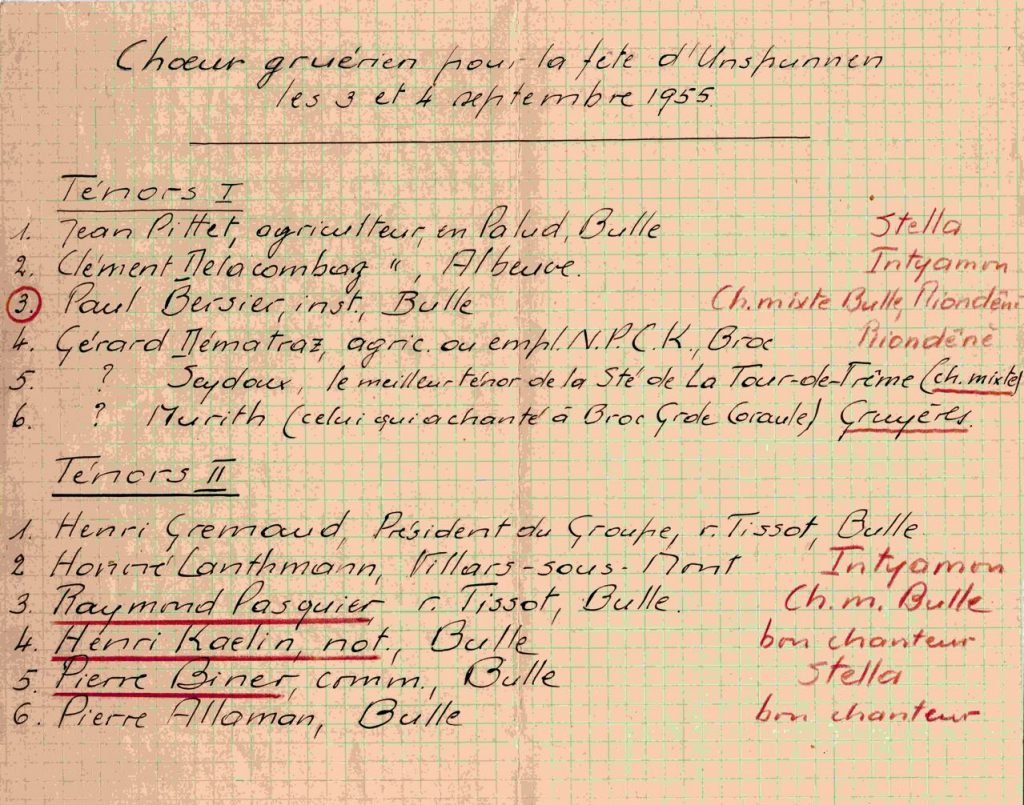 Chœur gruérien pour la fête d'Unspunnen
les 3 et 4 septembre 1955
Ténors I
1. Jean Pittet, agriculteur, en Palud, Bulle Stella
2. Clément Delacombaz " , Albeuve. Intyamon
3. Paul Bersier, inst., Bulle Ch. mixte Bulle, Riondènè
4. Gérard Dématraz, agric. ou empl. N.P.C.K., Broc Riondènè
5. ? Seydoux, le meilleur ténor de la Sté de La Tour-de-Trême (ch. mixte)
6. ? Murith (celui qui a chanté à Broc Grde Coraule) Gruyères.
Ténors II
1. Henri Gremaud, Président du Groupe, r. Tissot, Bulle
2 Honoré Lanthmann, Villars-sous-Mont Intyamon
3. Raymond Pasquier, r. Tissot, Bulle. Ch. m. Bulle
4. Henri Kaelin, not., Bulle bon chanteur
5. Pierre Biner, comm., Bulle Stella
6. Pierre Allaman, Bulle bon chanteur